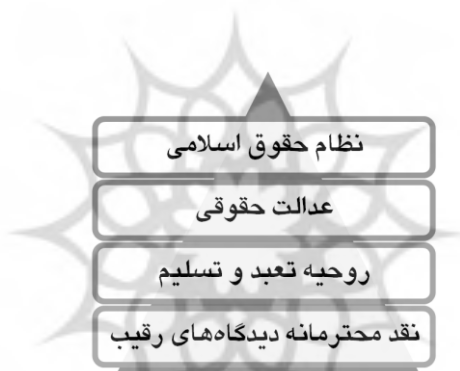 نظام حقوق اسلامی
عدالت حقوقی
روحیه تعبد و تسلیم
نقد محترمانه دیدگاه‌های رقیب